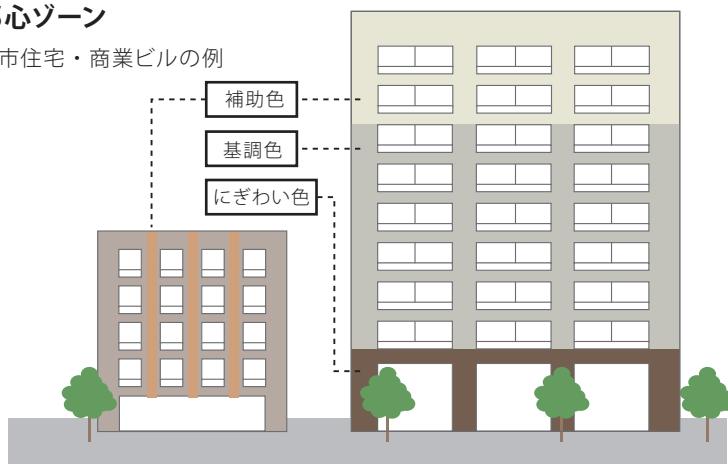 心ゾーン
市住宅・商業ビルの例
補助色
基調色
にぎわい色